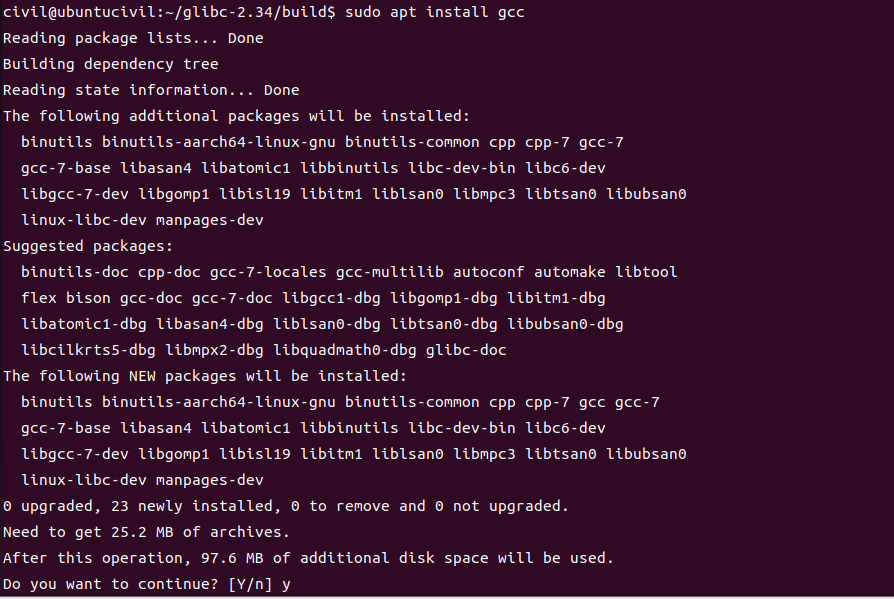 civil@ubuntucivil:~/glibc-2.34/build$ sudo apt install gcc
Reading package lists... Done
Building dependency tree
Reading state information... Done
The following additional packages will be installed:
  binutils binutils-aarch64-linux-gnu binutils-common cpp cpp-7 gcc-7
  gcc-7-base libasan4 libatomic1 libbinutils libc-dev-bin libc6-dev
  libgcc-7-dev libgomp1 libisl19 libitm1 liblsan0 libmpc3 libtsan0 libubsan0
  linux-libc-dev manpages-dev
Suggested packages:
  binutils-doc cpp-doc gcc-7-locales gcc-multilib autoconf automake libtool
  flex bison gcc-doc gcc-7-doc libgcc1-dbg libgomp1-dbg libitm1-dbg
  libatomic1-dbg libasan4-dbg liblsan0-dbg libtsan0-dbg libubsan0-dbg
  libcilkrts5-dbg libmpx2-dbg libquadmath0-dbg glibc-doc
The following NEW packages will be installed:
  binutils binutils-aarch64-linux-gnu binutils-common cpp cpp-7 gcc gcc-7
  gcc-7-base libasan4 libatomic1 libbinutils libc-dev-bin libc6-dev
  libgcc-7-dev libgomp1 libisl19 libitm1 liblsan0 libmpc3 libtsan0 libubsan0
  linux-libc-dev manpages-dev
0 upgraded, 23 newly installed, 0 to remove and 0 not upgraded.
Need to get 25.2 MB of archives.
After this operation, 97.6 MB of additional disk space will be used.
Do you want to continue? [Y/n] y